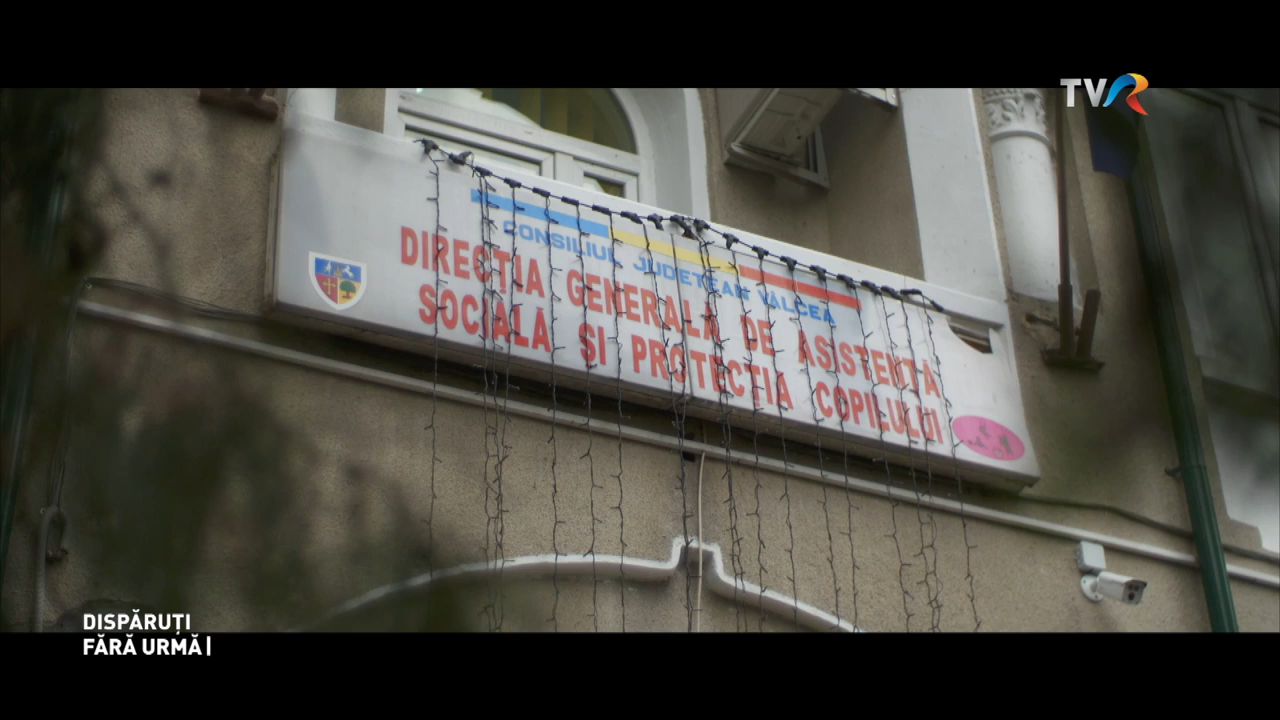 TVR
CONSILIUL JUDEȚEAN VÂLCEA
DIRECȚIA GENERALĂ DE ASISTENȚĂ
SOCIALĂ ȘI PROTECȚIA COPILULUI
DISPĂRUȚI
FĂRĂ URMĂ